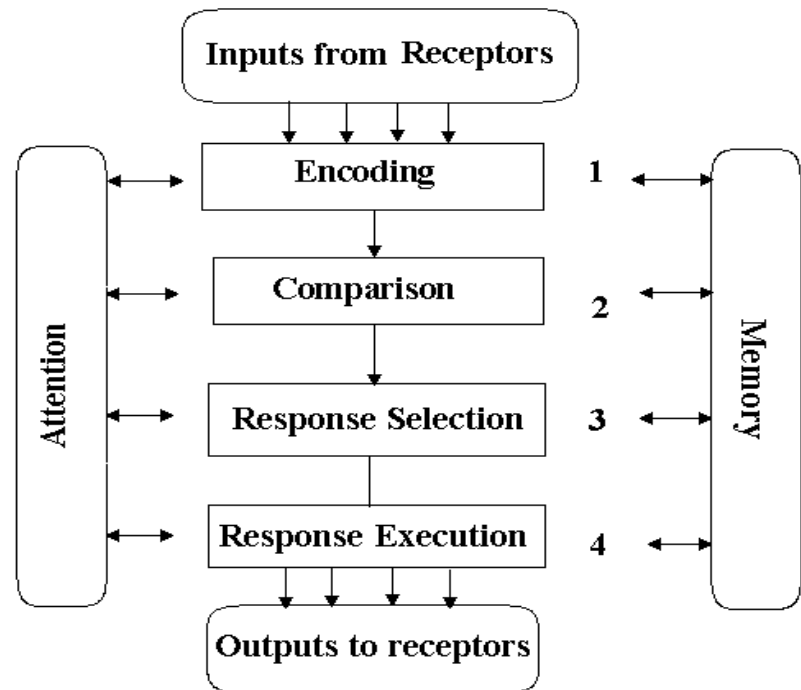 Inputs from Receptors
Encoding
1
Comparison
2
Attention
Memory
Response Selection
3
Response Execution
4
Outputs to receptors